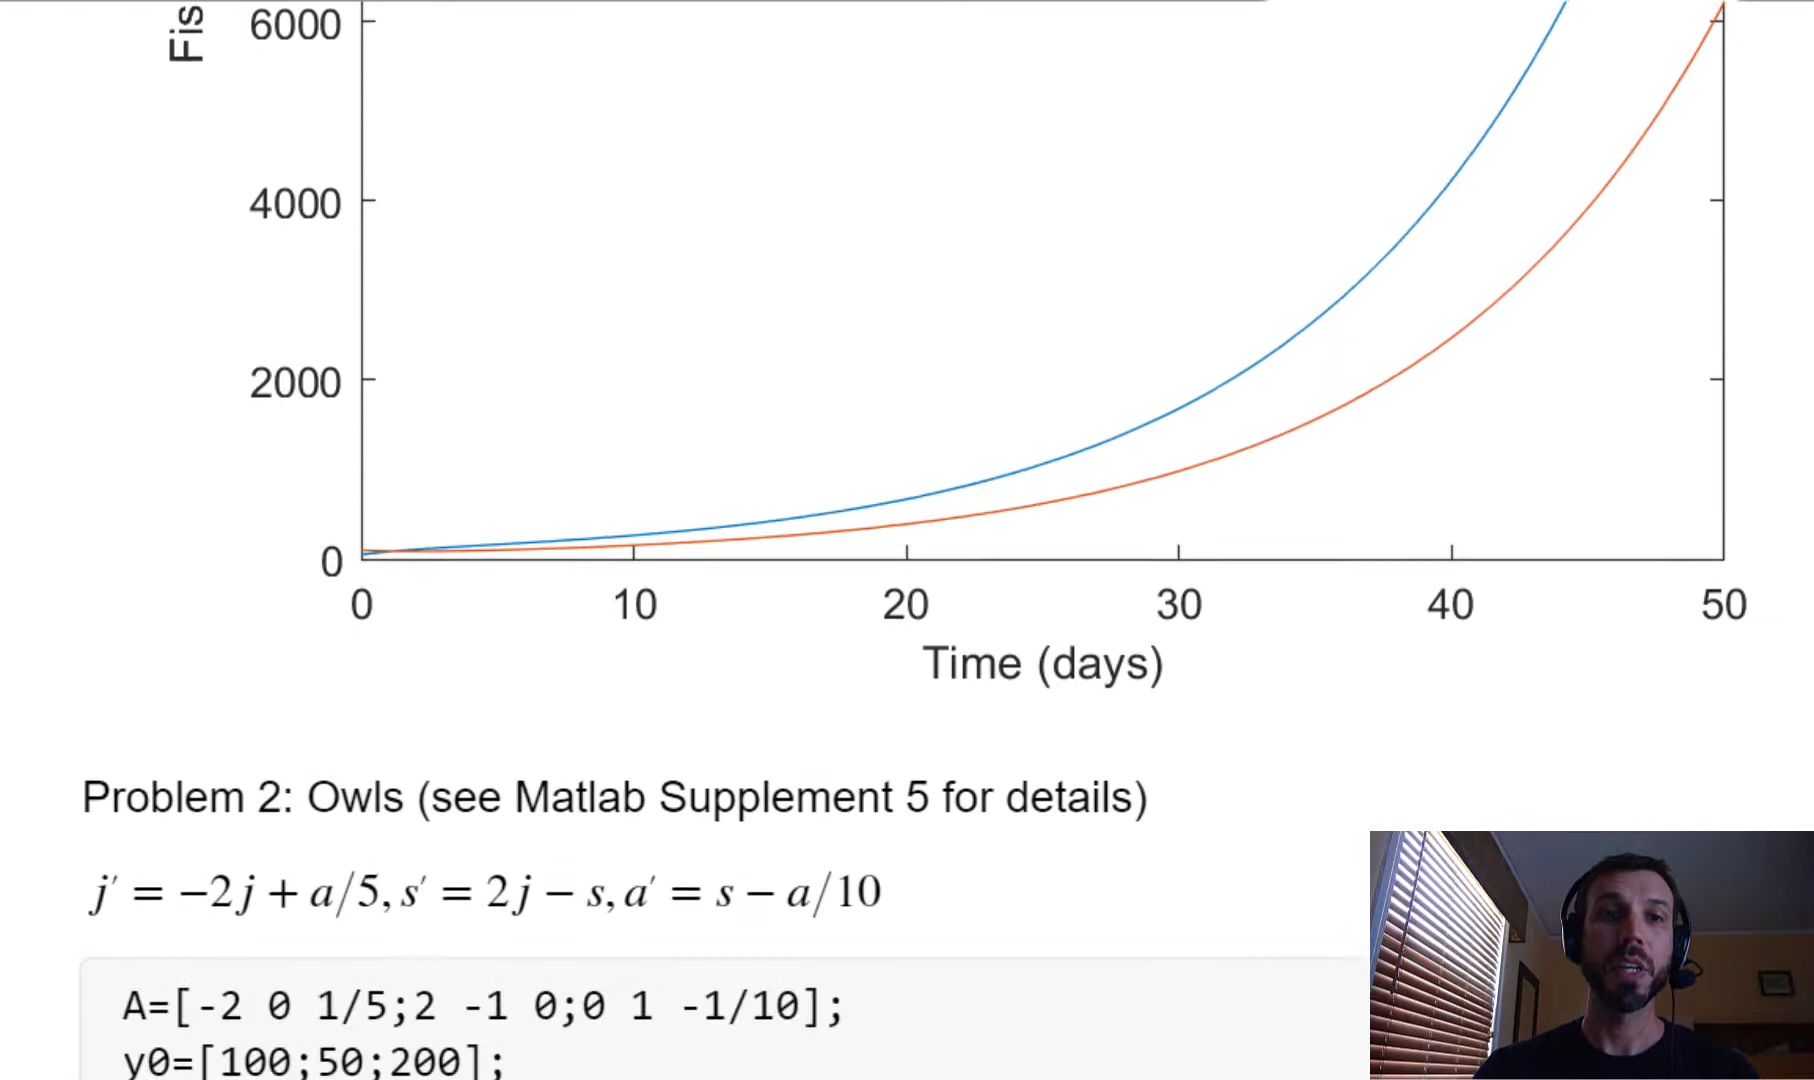 Fis
6000
4000
2000
0
0 10 20 30 40 50
Time (days)
Problem 2: Owls (see Matlab Supplement 5 for details)
j′ = −2j + a/5, s′ = 2j − s, a′ = s − a/10
A=[-2 0 1/5;2 -1 0;0 1 -1/10];
y0=[100;50;200];